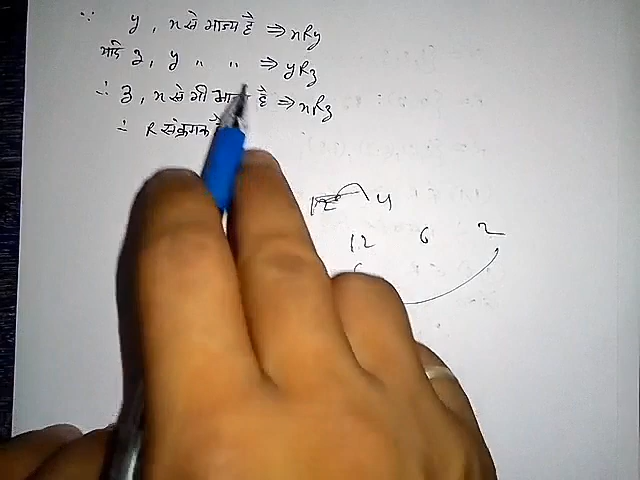 ∵ y, x से भाज्य है ⇒ xRy
यदि z, y " " ⇒ yRz
∴ z, x से भी है ⇒ xRz
∴ R संक्रामक
4
12 6 2